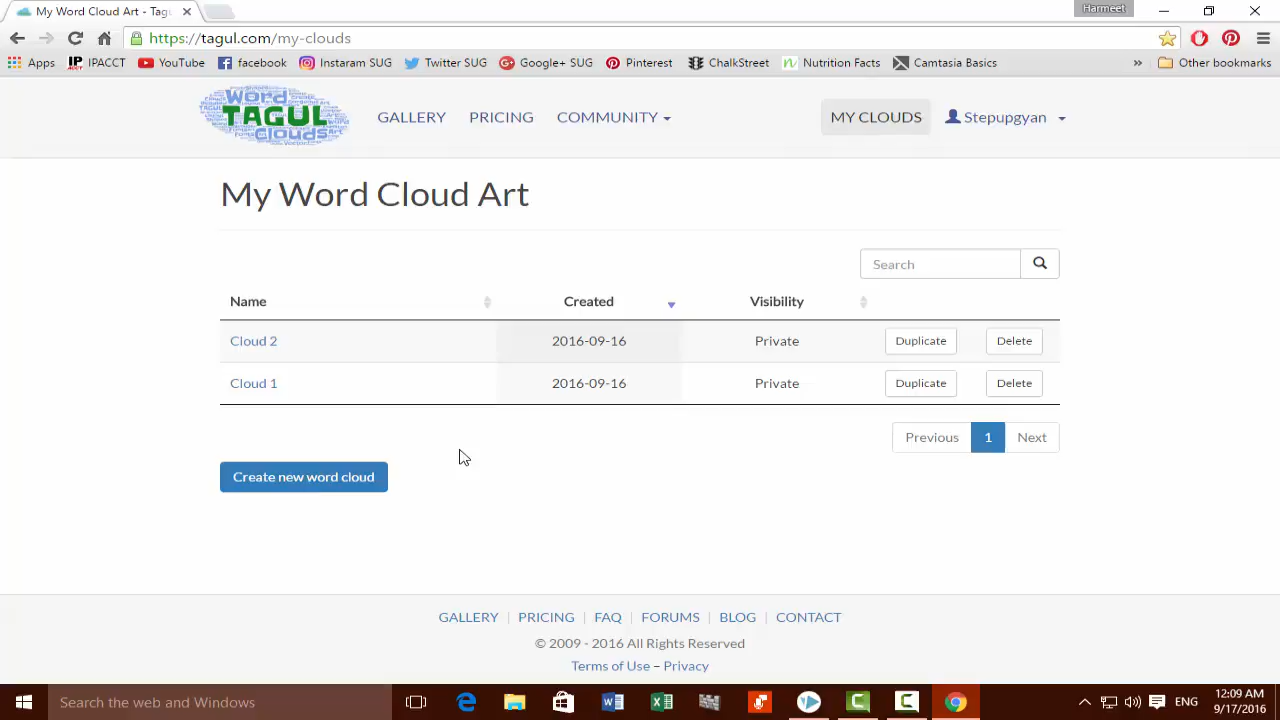 My Word Cloud Art - Tagu
Harmeet
https://tagul.com/my-clouds
Apps IPACCT YouTube facebook Instaram SUG Twitter SUG Google+ SUG Pinterest ChalkStreet Nutrition Facts Camtasia Basics » Other bookmarks
Word
TAGUL
Clouds
GALLERY PRICING COMMUNITY MY CLOUDS Stepupgyan
My Word Cloud Art
Search
Name Created Visibility
Cloud 2 2016-09-16 Private Duplicate Delete
Cloud 1 2016-09-16 Private Duplicate Delete
Previous 1 Next
Create new word cloud
GALLERY | PRICING | FAQ | FORUMS | BLOG | CONTACT
© 2009 - 2016 All Rights Reserved
Terms of Use – Privacy
Search the web and Windows
ENG
12:09 AM
9/17/2016